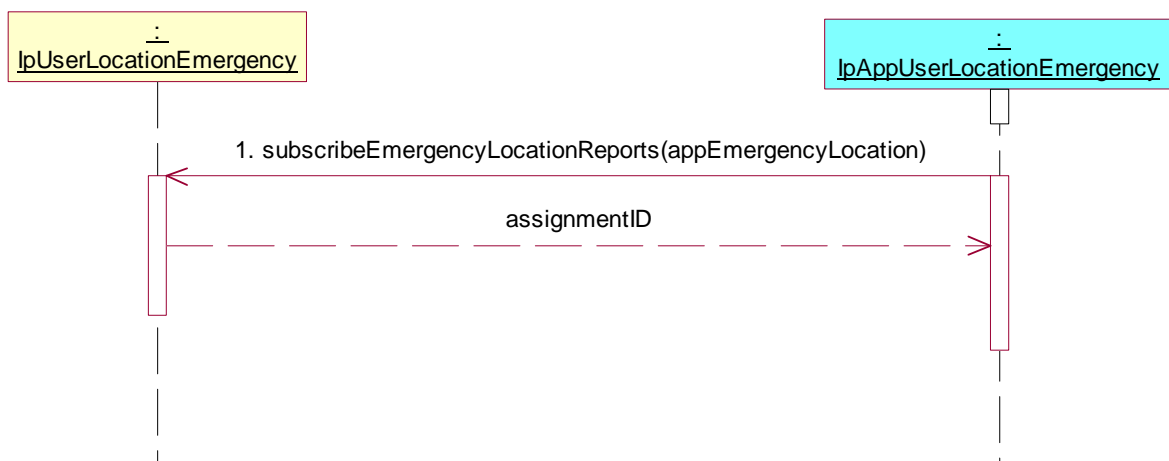 :
IpUserLocationEmergency
:
IpAppUserLocationEmergency
1. subscribeEmergencyLocationReports(appEmergencyLocation)
assignmentID